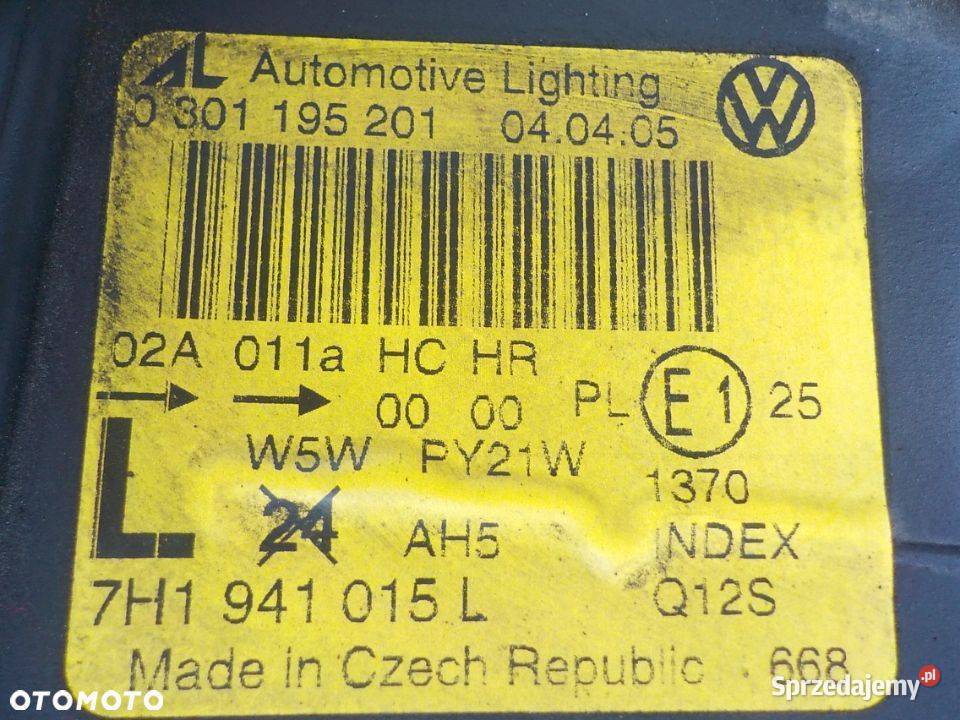 AL Automotive Lighting
0 301 195 201 04.04.05
02A 011a HC HR
00 00 PL E1 25
W5W PY21W 1370
L 24 AH5 INDEX
7H1 941 015 L Q12S
Made in Czech Republic 668
OTOMOTO
Sprzedajemy.pl